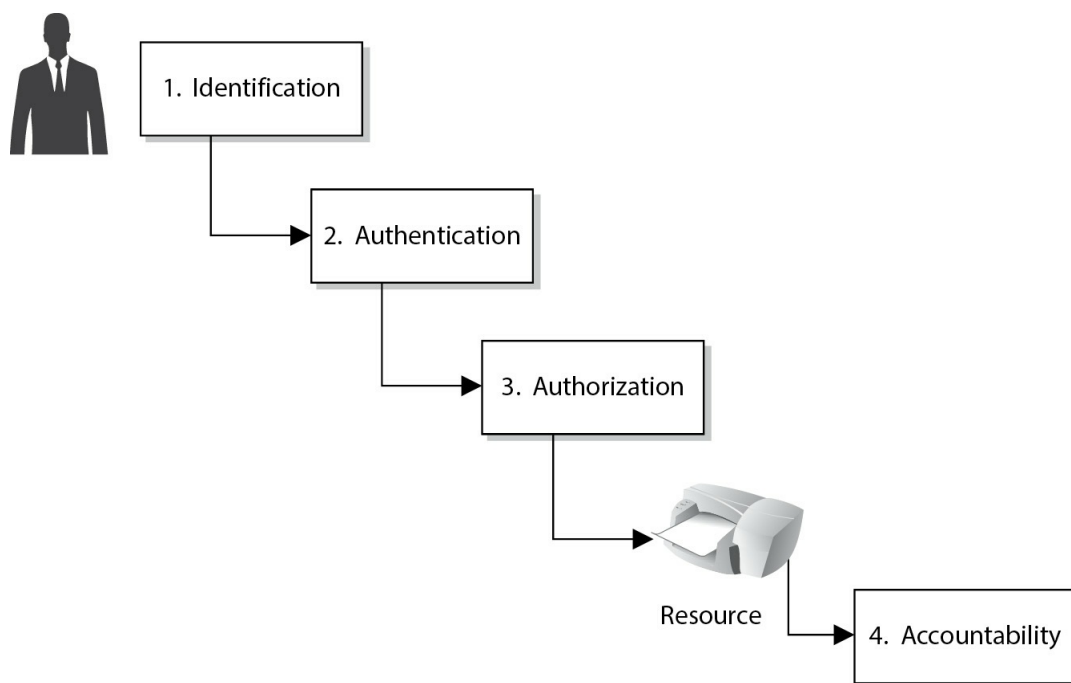 1. Identification
2. Authentication
3. Authorization
Resource
4. Accountability